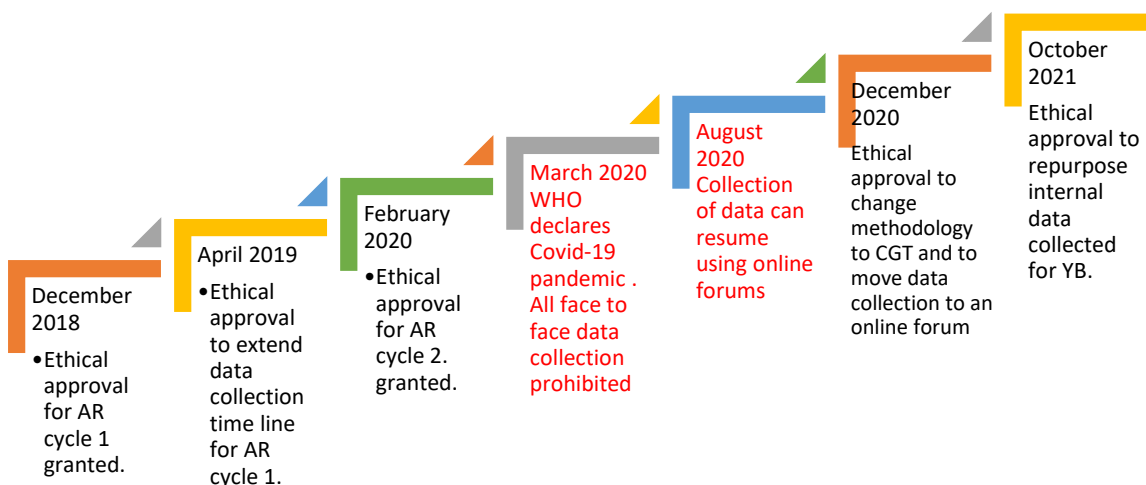 December
2018
•Ethical
approval
for AR
cycle 1
granted.
April 2019
•Ethical
approval
to extend
data
collection
time line
for AR
cycle 1.
February
2020
•Ethical
approval
for AR
cycle 2.
granted.
March 2020
WHO
declares
Covid-19
pandemic .
All face to
face data
collection
prohibited
August
2020
Collection
of data can
resume
using online
forums
December
2020
Ethical
approval to
change
methodology
to CGT and to
move data
collection to an
online forum
October
2021
Ethical
approval to
repurpose
internal
data
collected
for YB.